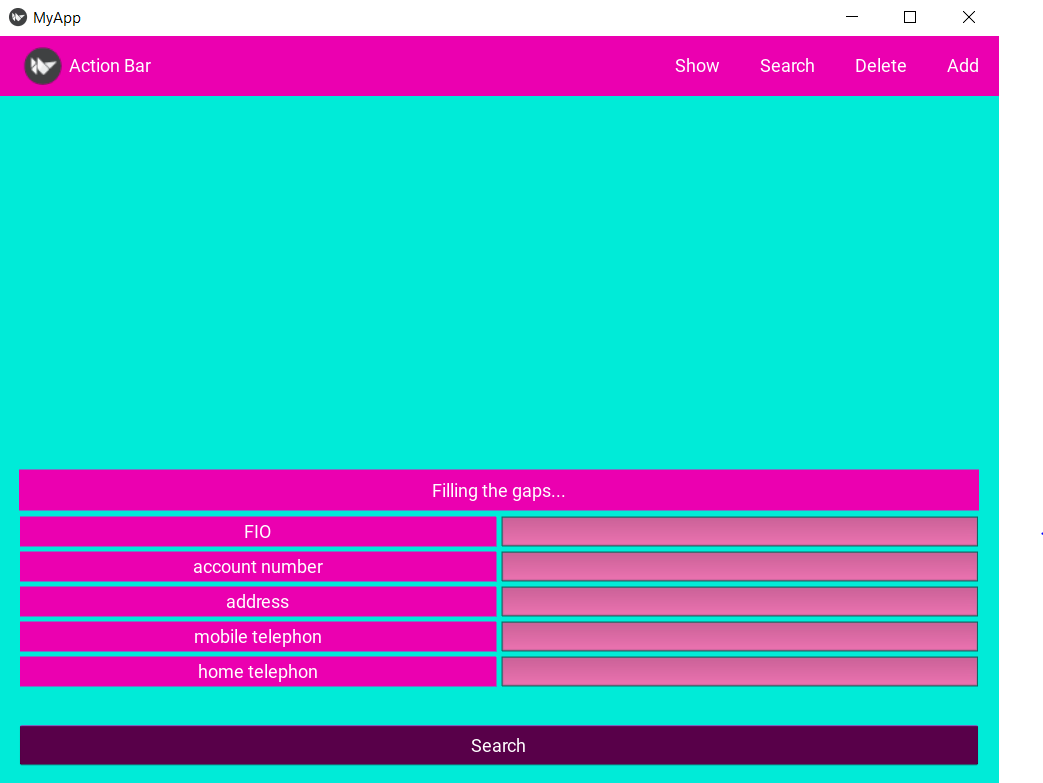 MyApp
Action Bar Show Search Delete Add
Filling the gaps...
FIO
account number
address
mobile telephon
home telephon
Search